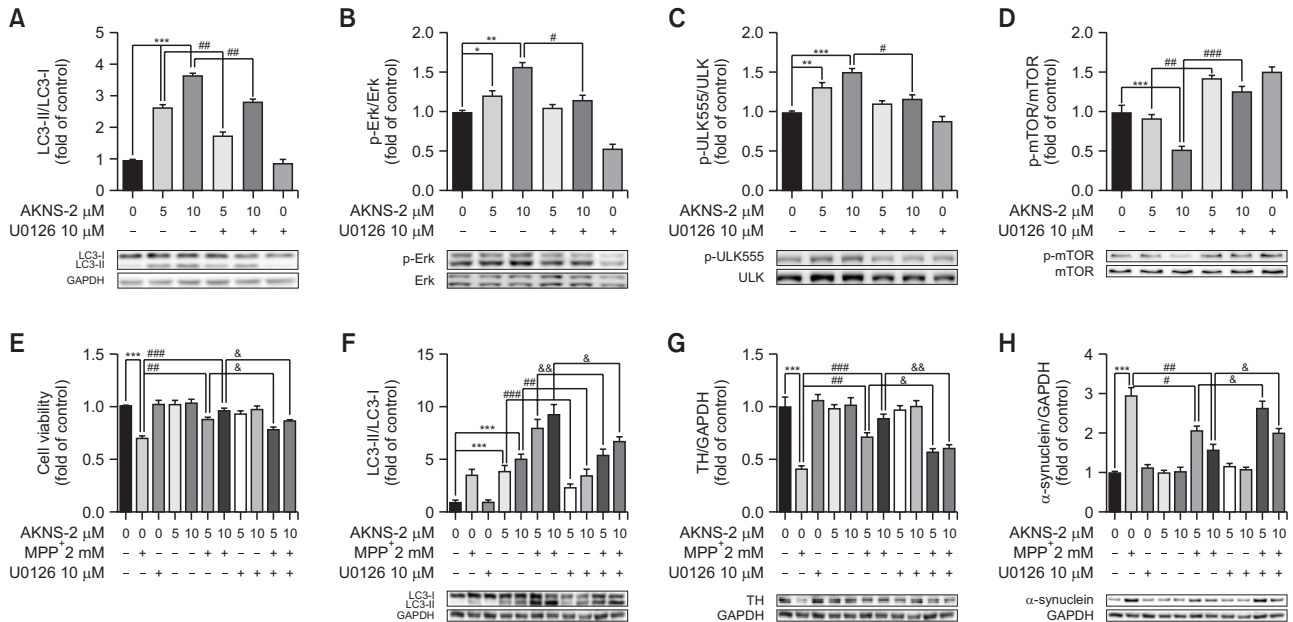 A
LC3-II/LC3-I
(fold of control)
5
4
3
2
1
0
***
##
##
AKNS-2 μM 0 5 10 5 10 0
U0126 10 μM − − − + + +
LC3-I
LC3-II
GAPDH
B
p-Erk/Erk
(fold of control)
2.0
1.5
1.0
0.5
0.0
**
*
#
AKNS-2 μM 0 5 10 5 10 0
U0126 10 μM − − − + + +
p-Erk
Erk
C
p-ULK555/ULK
(fold of control)
2.0
1.5
1.0
0.5
0.0
***
**
#
AKNS-2 μM 0 5 10 5 10 0
U0126 10 μM − − − + + +
p-ULK555
ULK
D
p-mTOR/mTOR
(fold of control)
2.0
1.5
1.0
0.5
0.0
***
##
###
AKNS-2 μM 0 5 10 5 10 0
U0126 10 μM − − − + + +
p-mTOR
mTOR
E
Cell viability
(fold of control)
1.5
1.0
0.5
0.0
***
###
##
&
&
AKNS-2 μM 0 0 0 5 10 5 10 5 10 5 10
MPP+ 2 mM − + − − − + + − − + +
U0126 10 μM − − + − − − − + + + +
F
LC3-II/LC3-I
(fold of control)
15
10
5
0
***
***
###
##
&&
&
AKNS-2 μM 0 0 0 5 10 5 10 5 10 5 10
MPP+ 2 mM − + − − − + + − − + +
U0126 10 μM − − + − − − − + + + +
LC3-I
LC3-II
GAPDH
G
TH/GAPDH
(fold of control)
1.5
1.0
0.5
0.0
***
###
##
&&
&
AKNS-2 μM 0 0 0 5 10 5 10 5 10 5 10
MPP+ 2 mM − + − − − + + − − + +
U0126 10 μM − − + − − − − + + + +
TH
GAPDH
H
α-synuclein/GAPDH
(fold of control)
4
3
2
1
0
***
##
#
&
&
AKNS-2 μM 0 0 0 5 10 5 10 5 10 5 10
MPP+ 2 mM − + − − − + + − − + +
U0126 10 μM − − + − − − − + + + +
α-synuclein
GAPDH